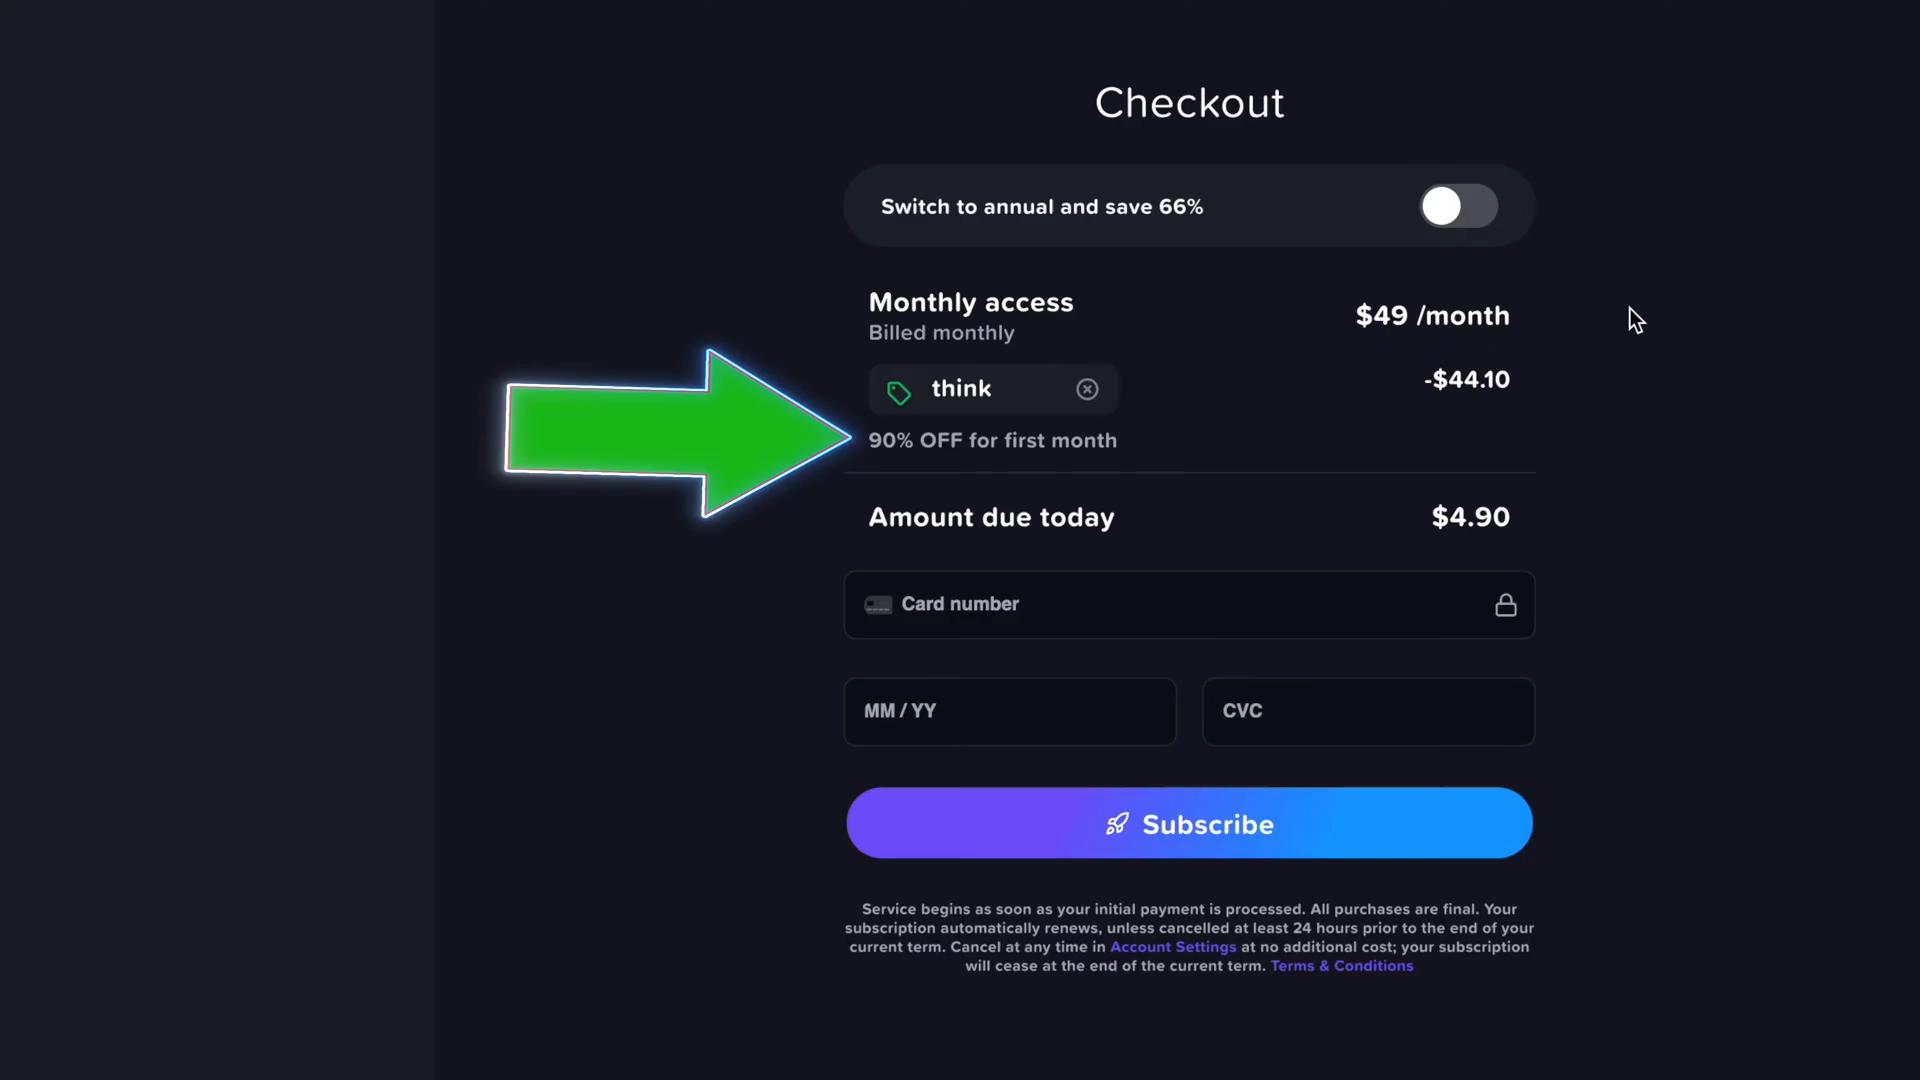 Checkout
Switch to annual and save 66%
Monthly access
Billed monthly
$49 /month
think
-$44.10
90% OFF for first month
Amount due today
$4.90
Card number
MM / YY
CVC
Subscribe
Service begins as soon as your initial payment is processed. All purchases are final. Your
subscription automatically renews, unless cancelled at least 24 hours prior to the end of your
current term. Cancel at any time in Account Settings at no additional cost; your subscription
will cease at the end of the current term. Terms & Conditions